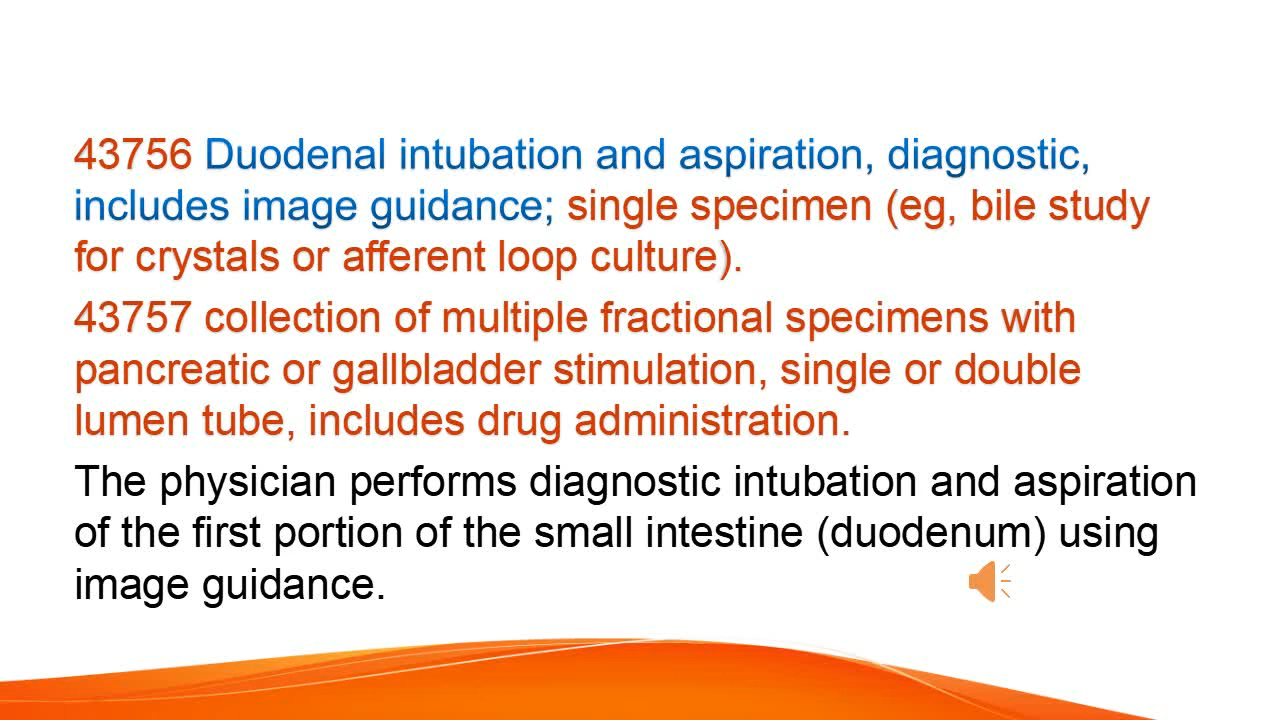 43756 Duodenal intubation and aspiration, diagnostic,
includes image guidance; single specimen (eg, bile study
for crystals or afferent loop culture).
43757 collection of multiple fractional specimens with
pancreatic or gallbladder stimulation, single or double
lumen tube, includes drug administration.
The physician performs diagnostic intubation and aspiration
of the first portion of the small intestine (duodenum) using
image guidance.